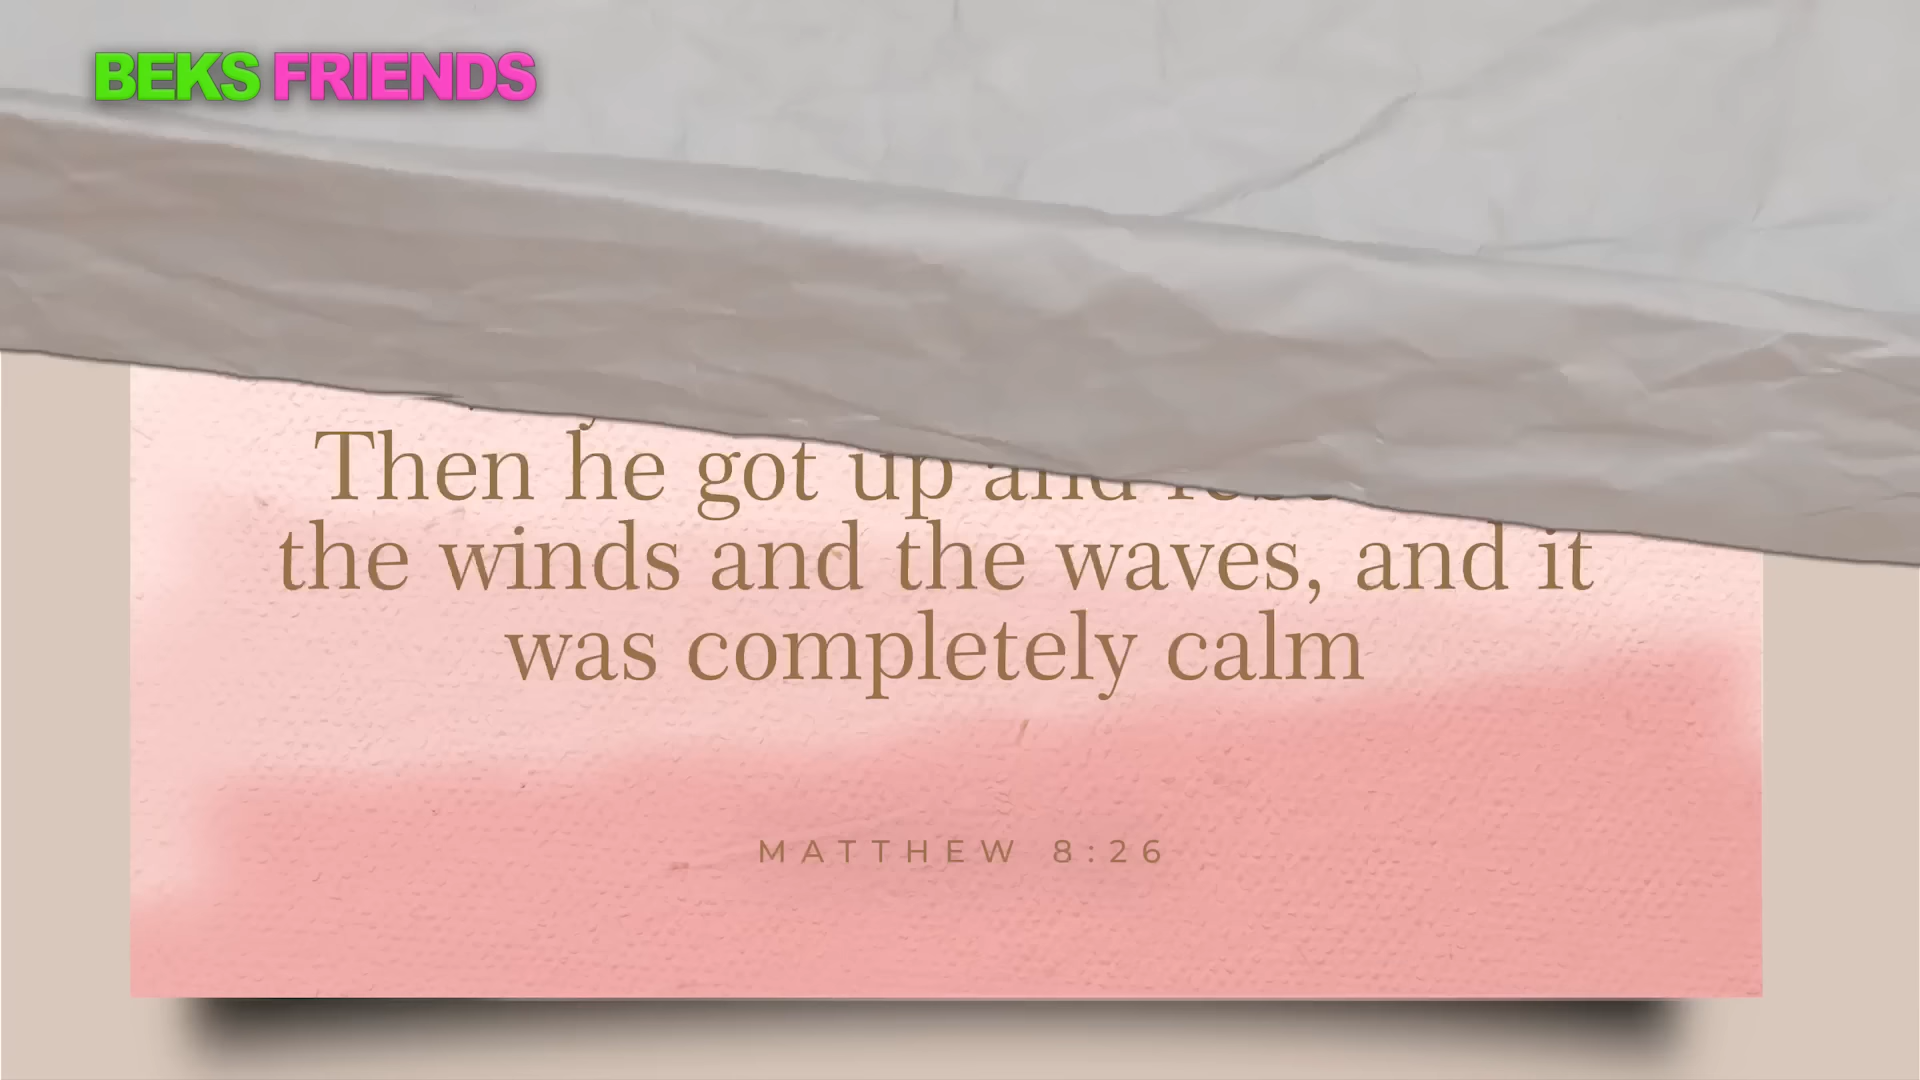 BEKS FRIENDS
Then he got up and
the winds and the waves, and it
was completely calm
MATTHEW 8:26